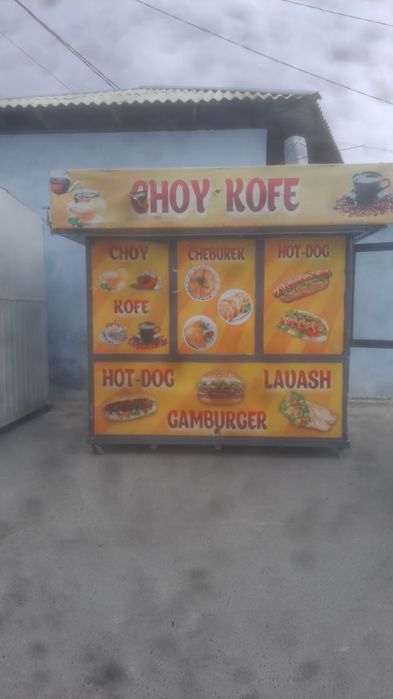 CHOY KOFE
CHOY
KOFE
CHEBUREK
HOT-DOG
HOT-DOG
GAMBURGER
LAVASH